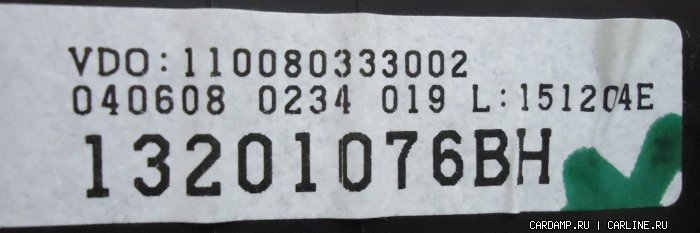 VDO:110080333002
040608 0234 019 L:151204E
13201076BH
CARDAMP.RU | CARLINE.RU